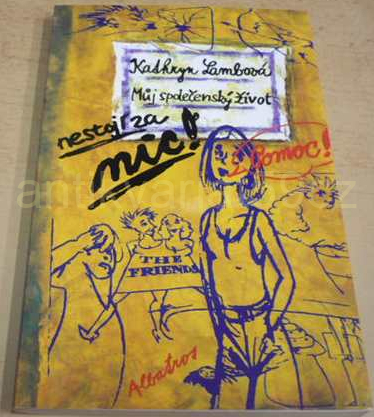 Kathryn Lambová
Můj společenský život
nestojí za
nic!
Pomoc!
THE
FRIENDS
Albatros